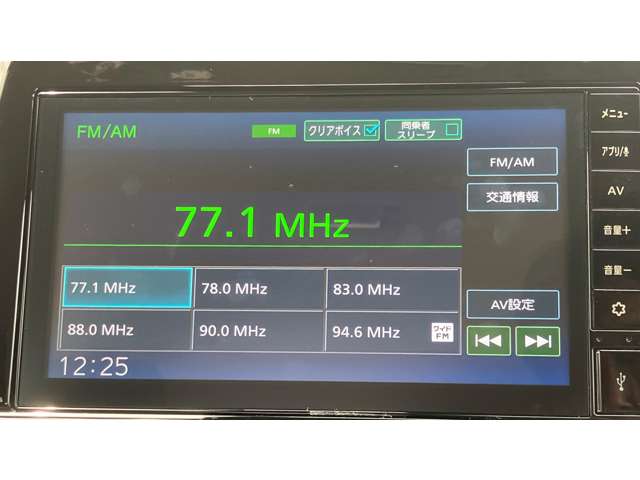 FM/AM
FM
クリアボイス
同乗者
スリープ
77.1 MHz
77.1 MHz
78.0 MHz
83.0 MHz
88.0 MHz
90.0 MHz
94.6 MHz
ワイド
FM
12:25
FM/AM
交通情報
AV設定
メニュー
アプリ/
AV
音量＋
音量－